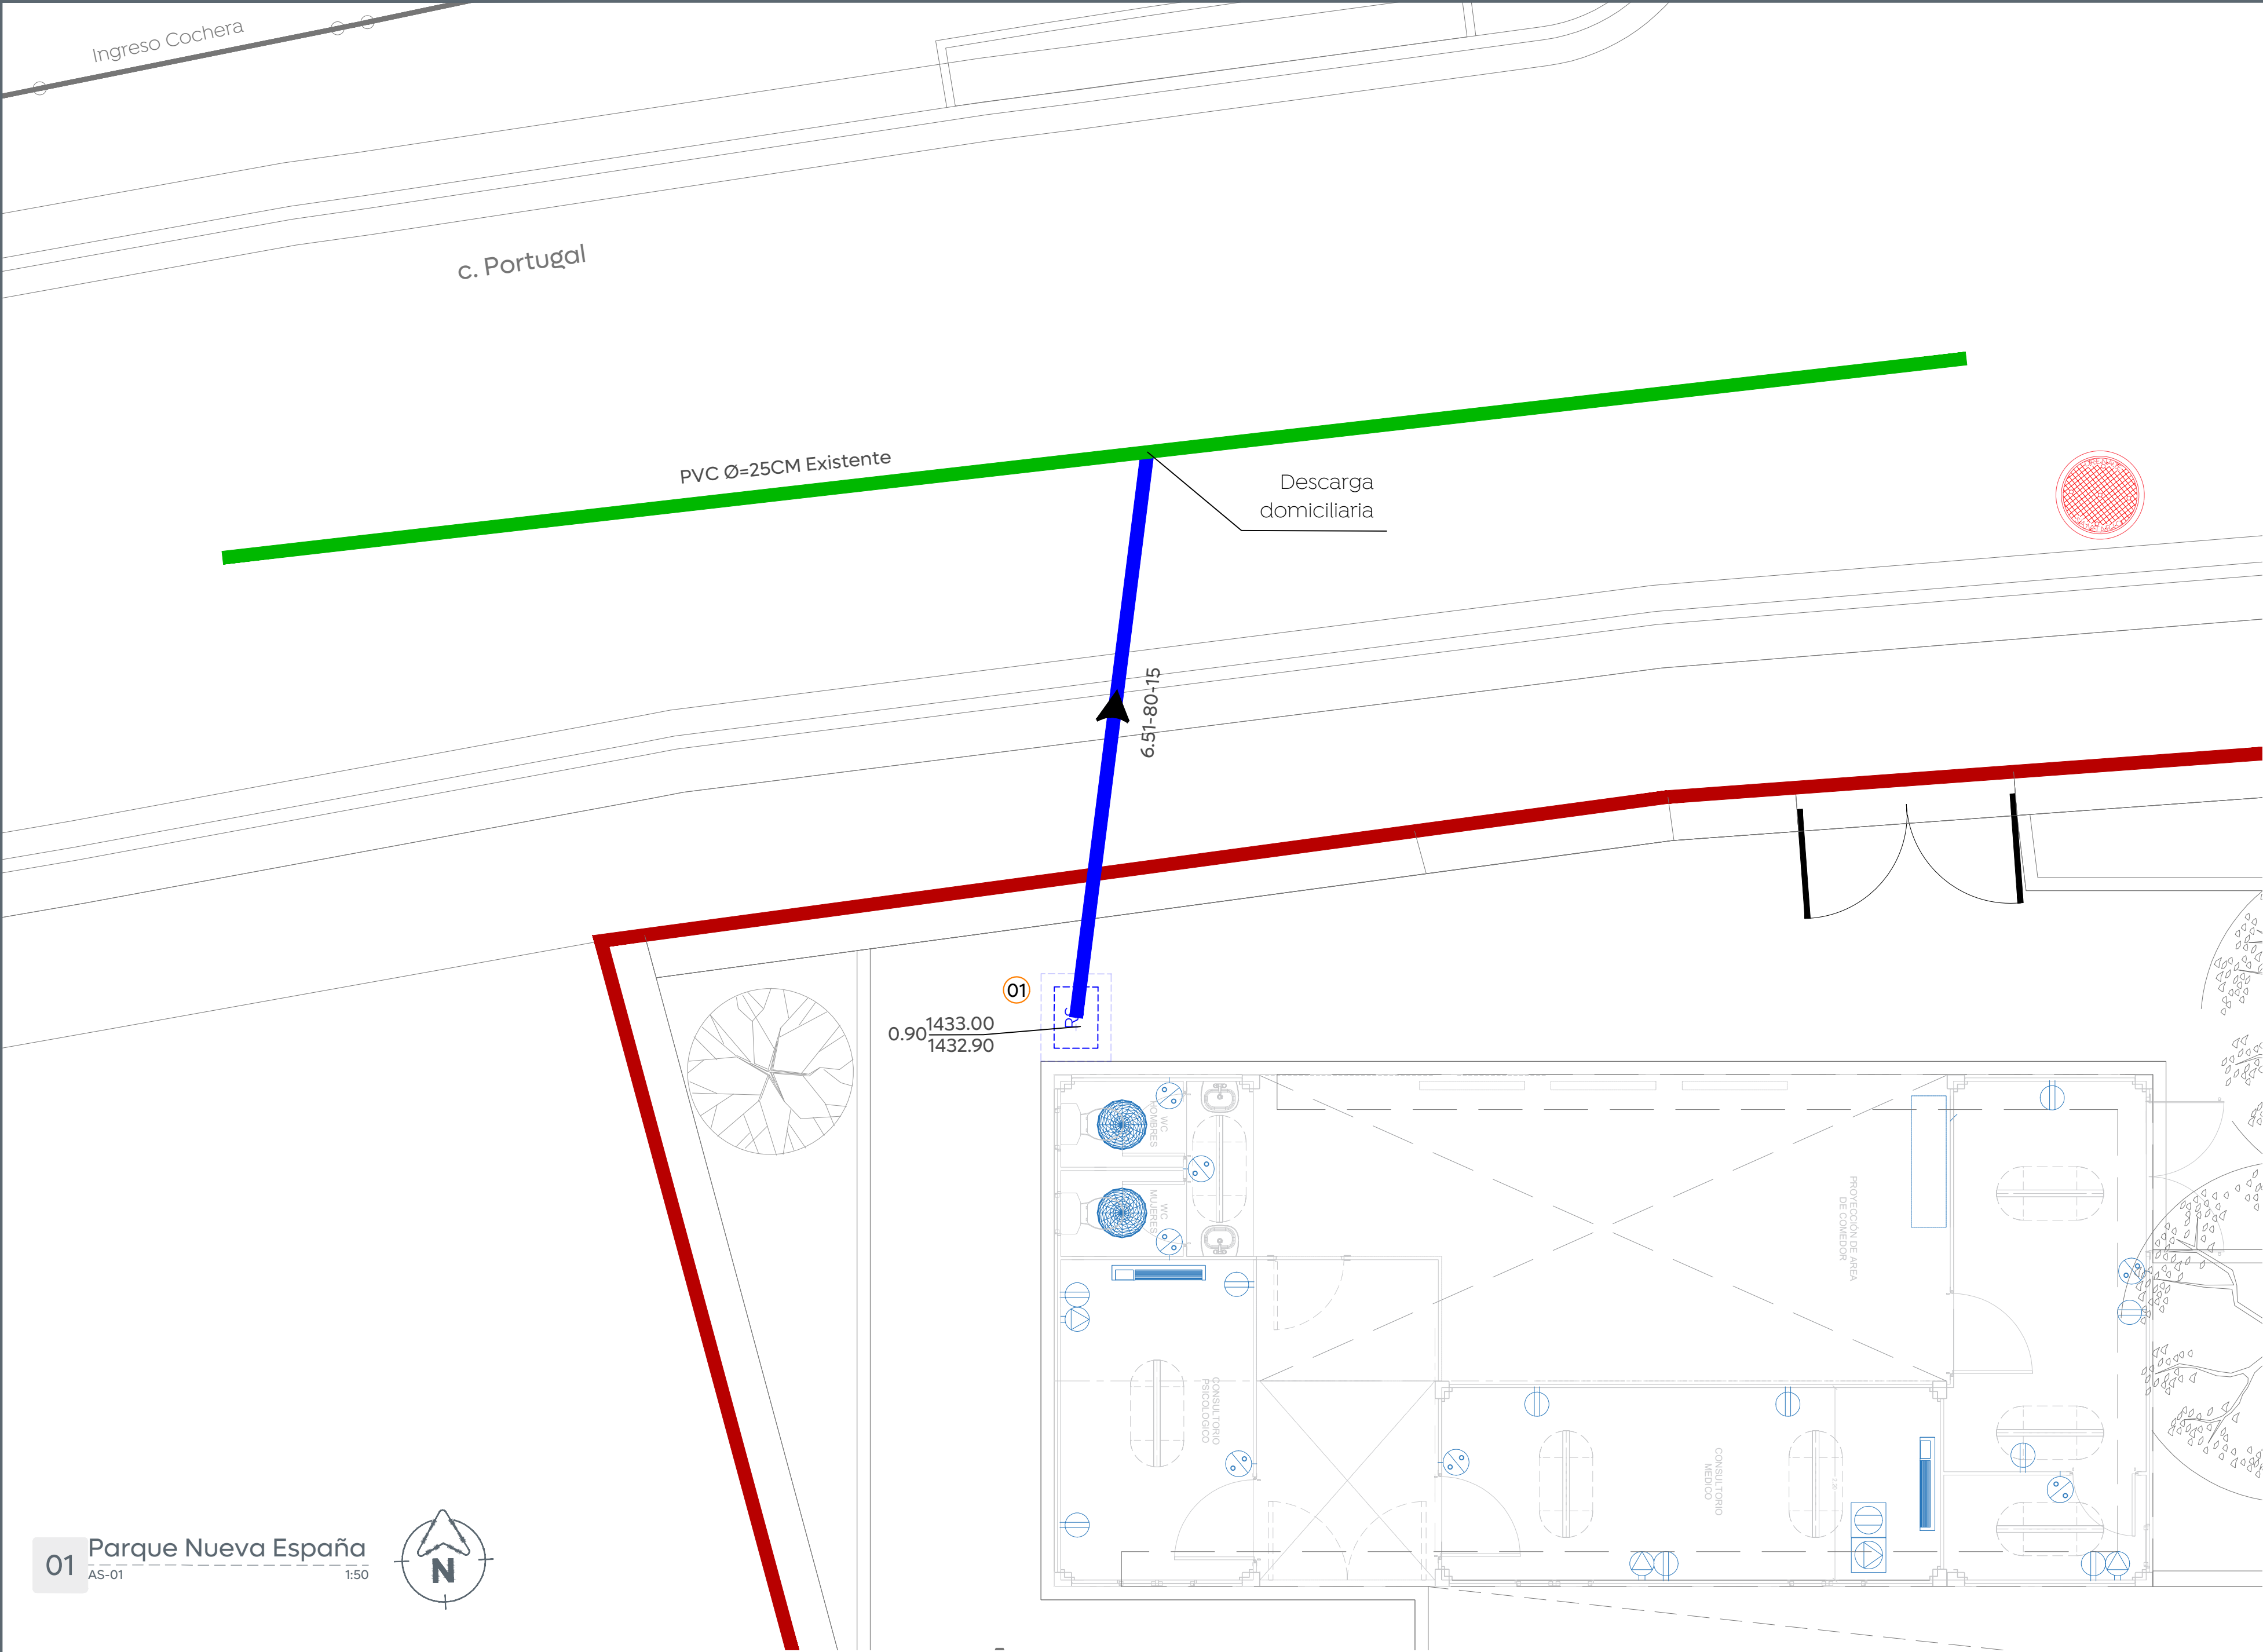 Ingreso Cochera
c. Portugal
PVC Ø=25CM Existente
Descarga
domiciliaria
6.51-80-15
01
0.90
1433.00
1432.90
WC
HOMBRES
WC
MUJERES
PROYECCIÓN DE AREA
DE COMEDOR
CONSULTORIO
PSICOLOGICO
CONSULTORIO
MEDICO
01
Parque Nueva España
AS-01
1:50
N